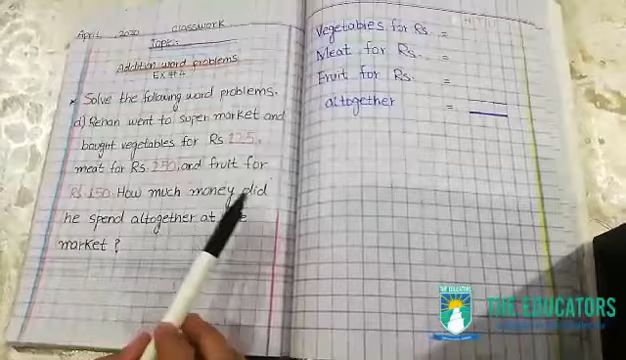 April, 2020 Classwork
Topic:
Addition word problems
Ex # 4
* Solve the following word problems.
d) Rehan went to super market and
bought vegetables for Rs 225,
meat for Rs. 250, and fruit for
Rs 150. How much money did
he spend altogether at
market?
Vegetables for Rs. =
Meat for Rs. =
Fruit for Rs. =
altogether =
THE EDUCATORS